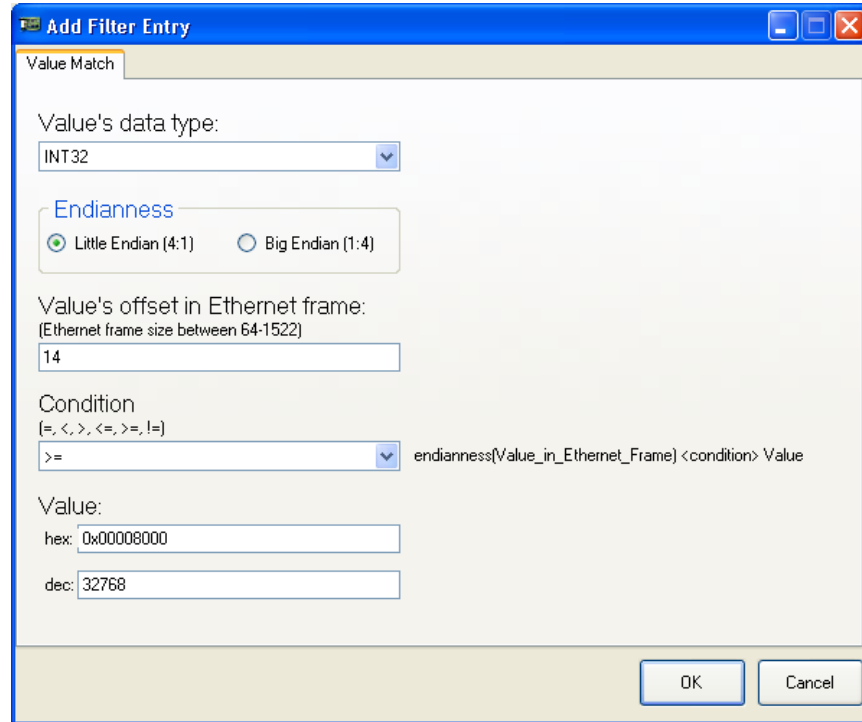 Add Filter Entry
Value Match
Value's data type:
INT32
Endianness
Little Endian (4:1) Big Endian (1:4)
Value's offset in Ethernet frame:
(Ethernet frame size between 64-1522)
14
Condition
(=, <, >, <=, >=, !=)
>= endianness(Value_in_Ethernet_Frame) <condition> Value
Value:
hex: 0x00008000
dec: 32768
OK Cancel